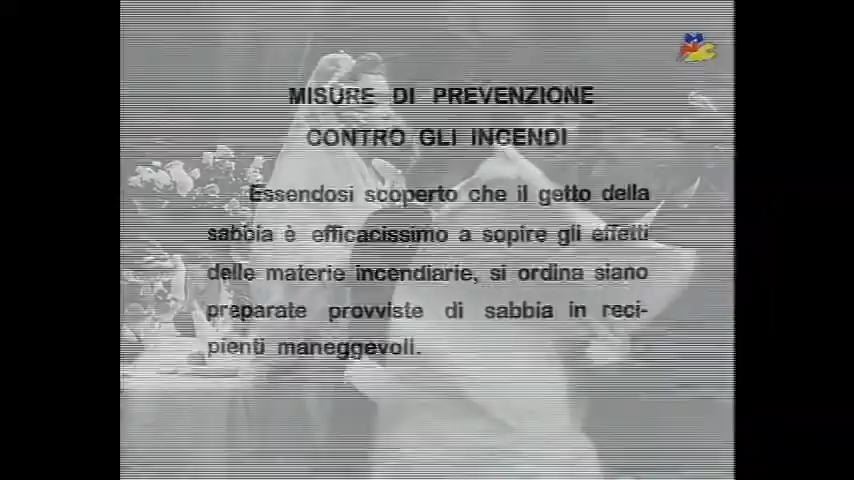 MISURE DI PREVENZIONE
CONTRO GLI INCENDI
Essendosi scoperto che il getto della
sabbia è efficacissimo a sopire gli effetti
delle materie incendiarie, si ordina siano
preparate provviste di sabbia in reci-
pienti maneggevoli.